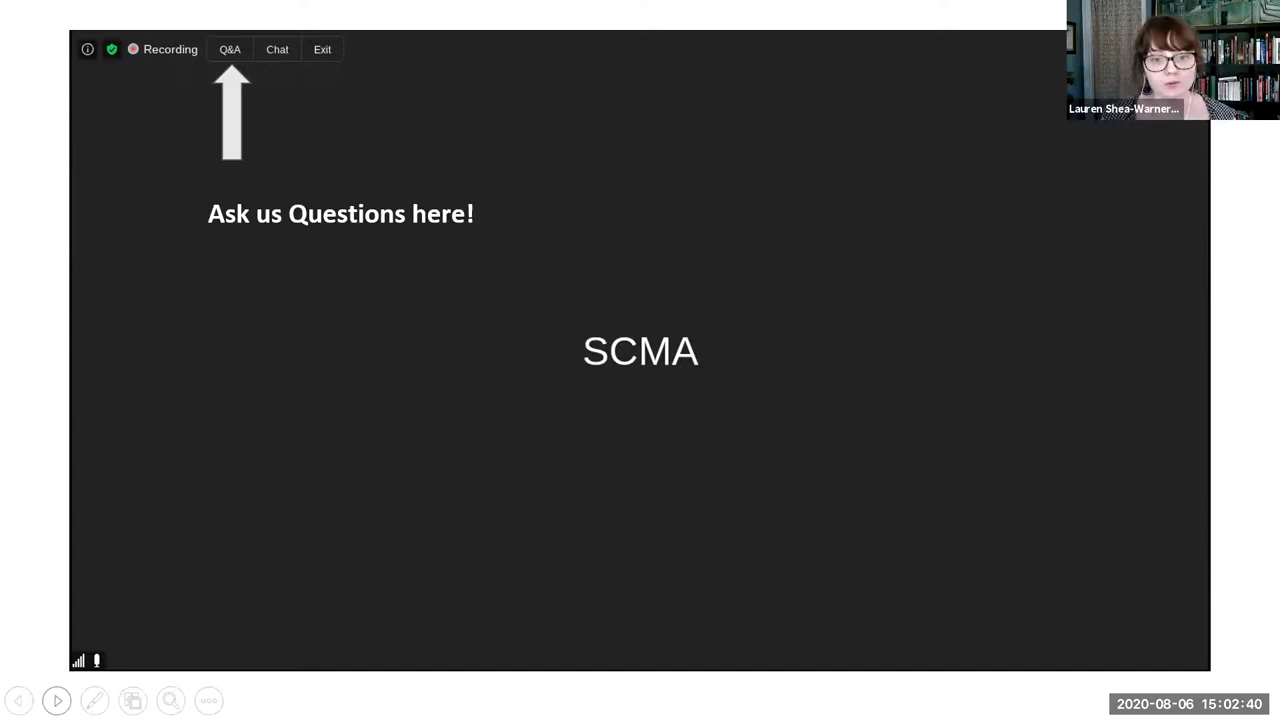 Recording Q&A Chat Exit
Lauren Shea-Warner...
Ask us Questions here!
SCMA
2020-08-06 15:02:40